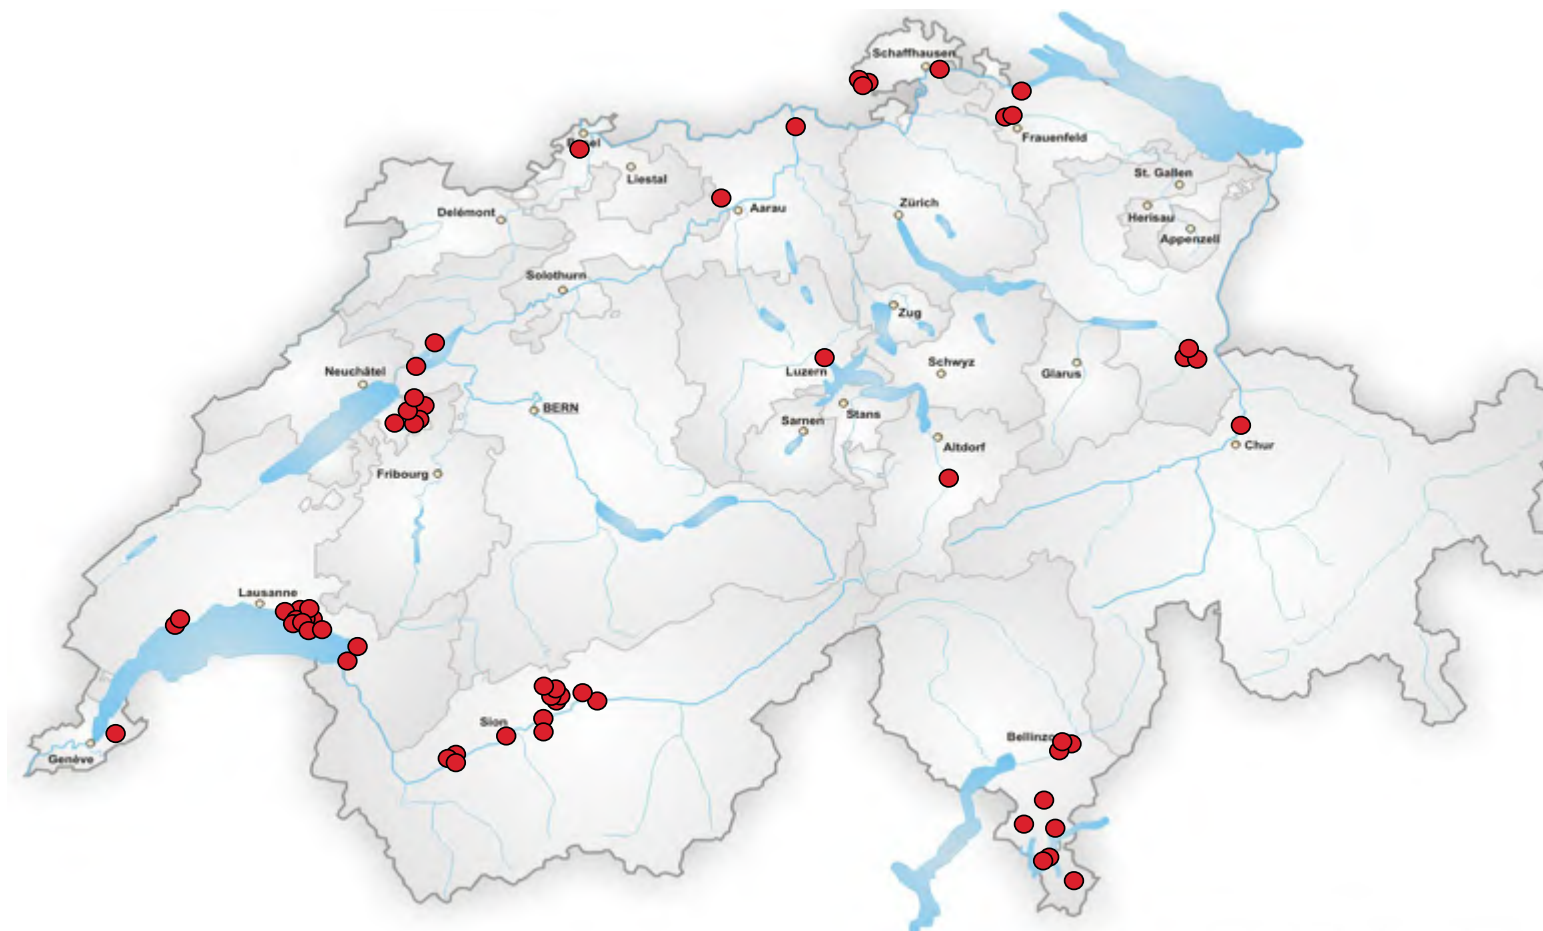 Schaffhausen
Frauenfeld
Liestal
St. Gallen
Delémont
Aarau
Zürich
Herisau
Appenzell
Solothurn
Zug
Neuchâtel
Luzern
Schwyz
Glarus
BERN
Stans
Sarnen
Altdorf
Chur
Fribourg
Lausanne
Sion
Genève